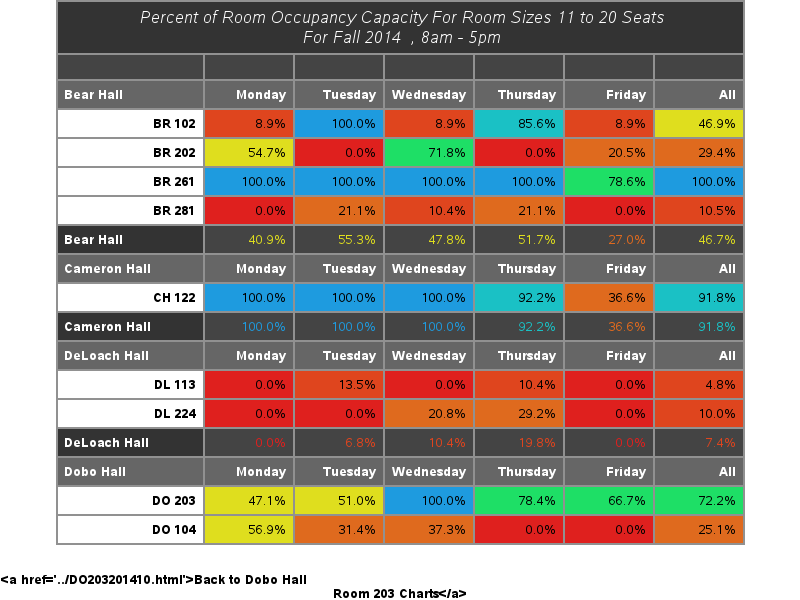 Percent of Room Occupancy Capacity For Room Sizes 11 to 20 Seats
For Fall 2014 , 8am - 5pm
Bear Hall Monday Tuesday Wednesday Thursday Friday All
BR 102 8.9% 100.0% 8.9% 85.6% 8.9% 46.9%
BR 202 54.7% 0.0% 71.8% 0.0% 20.5% 29.4%
BR 261 100.0% 100.0% 100.0% 100.0% 78.6% 100.0%
BR 281 0.0% 21.1% 10.4% 21.1% 0.0% 10.5%
Bear Hall 40.9% 55.3% 47.8% 51.7% 27.0% 46.7%
Cameron Hall Monday Tuesday Wednesday Thursday Friday All
CH 122 100.0% 100.0% 100.0% 92.2% 36.6% 91.8%
Cameron Hall 100.0% 100.0% 100.0% 92.2% 36.6% 91.8%
DeLoach Hall Monday Tuesday Wednesday Thursday Friday All
DL 113 0.0% 13.5% 0.0% 10.4% 0.0% 4.8%
DL 224 0.0% 0.0% 20.8% 29.2% 0.0% 10.0%
DeLoach Hall 0.0% 6.8% 10.4% 19.8% 0.0% 7.4%
Dobo Hall Monday Tuesday Wednesday Thursday Friday All
DO 203 47.1% 51.0% 100.0% 78.4% 66.7% 72.2%
DO 104 56.9% 31.4% 37.3% 0.0% 0.0% 25.1%
<a href='../DO203201410.html'>Back to Dobo Hall
Room 203 Charts</a>